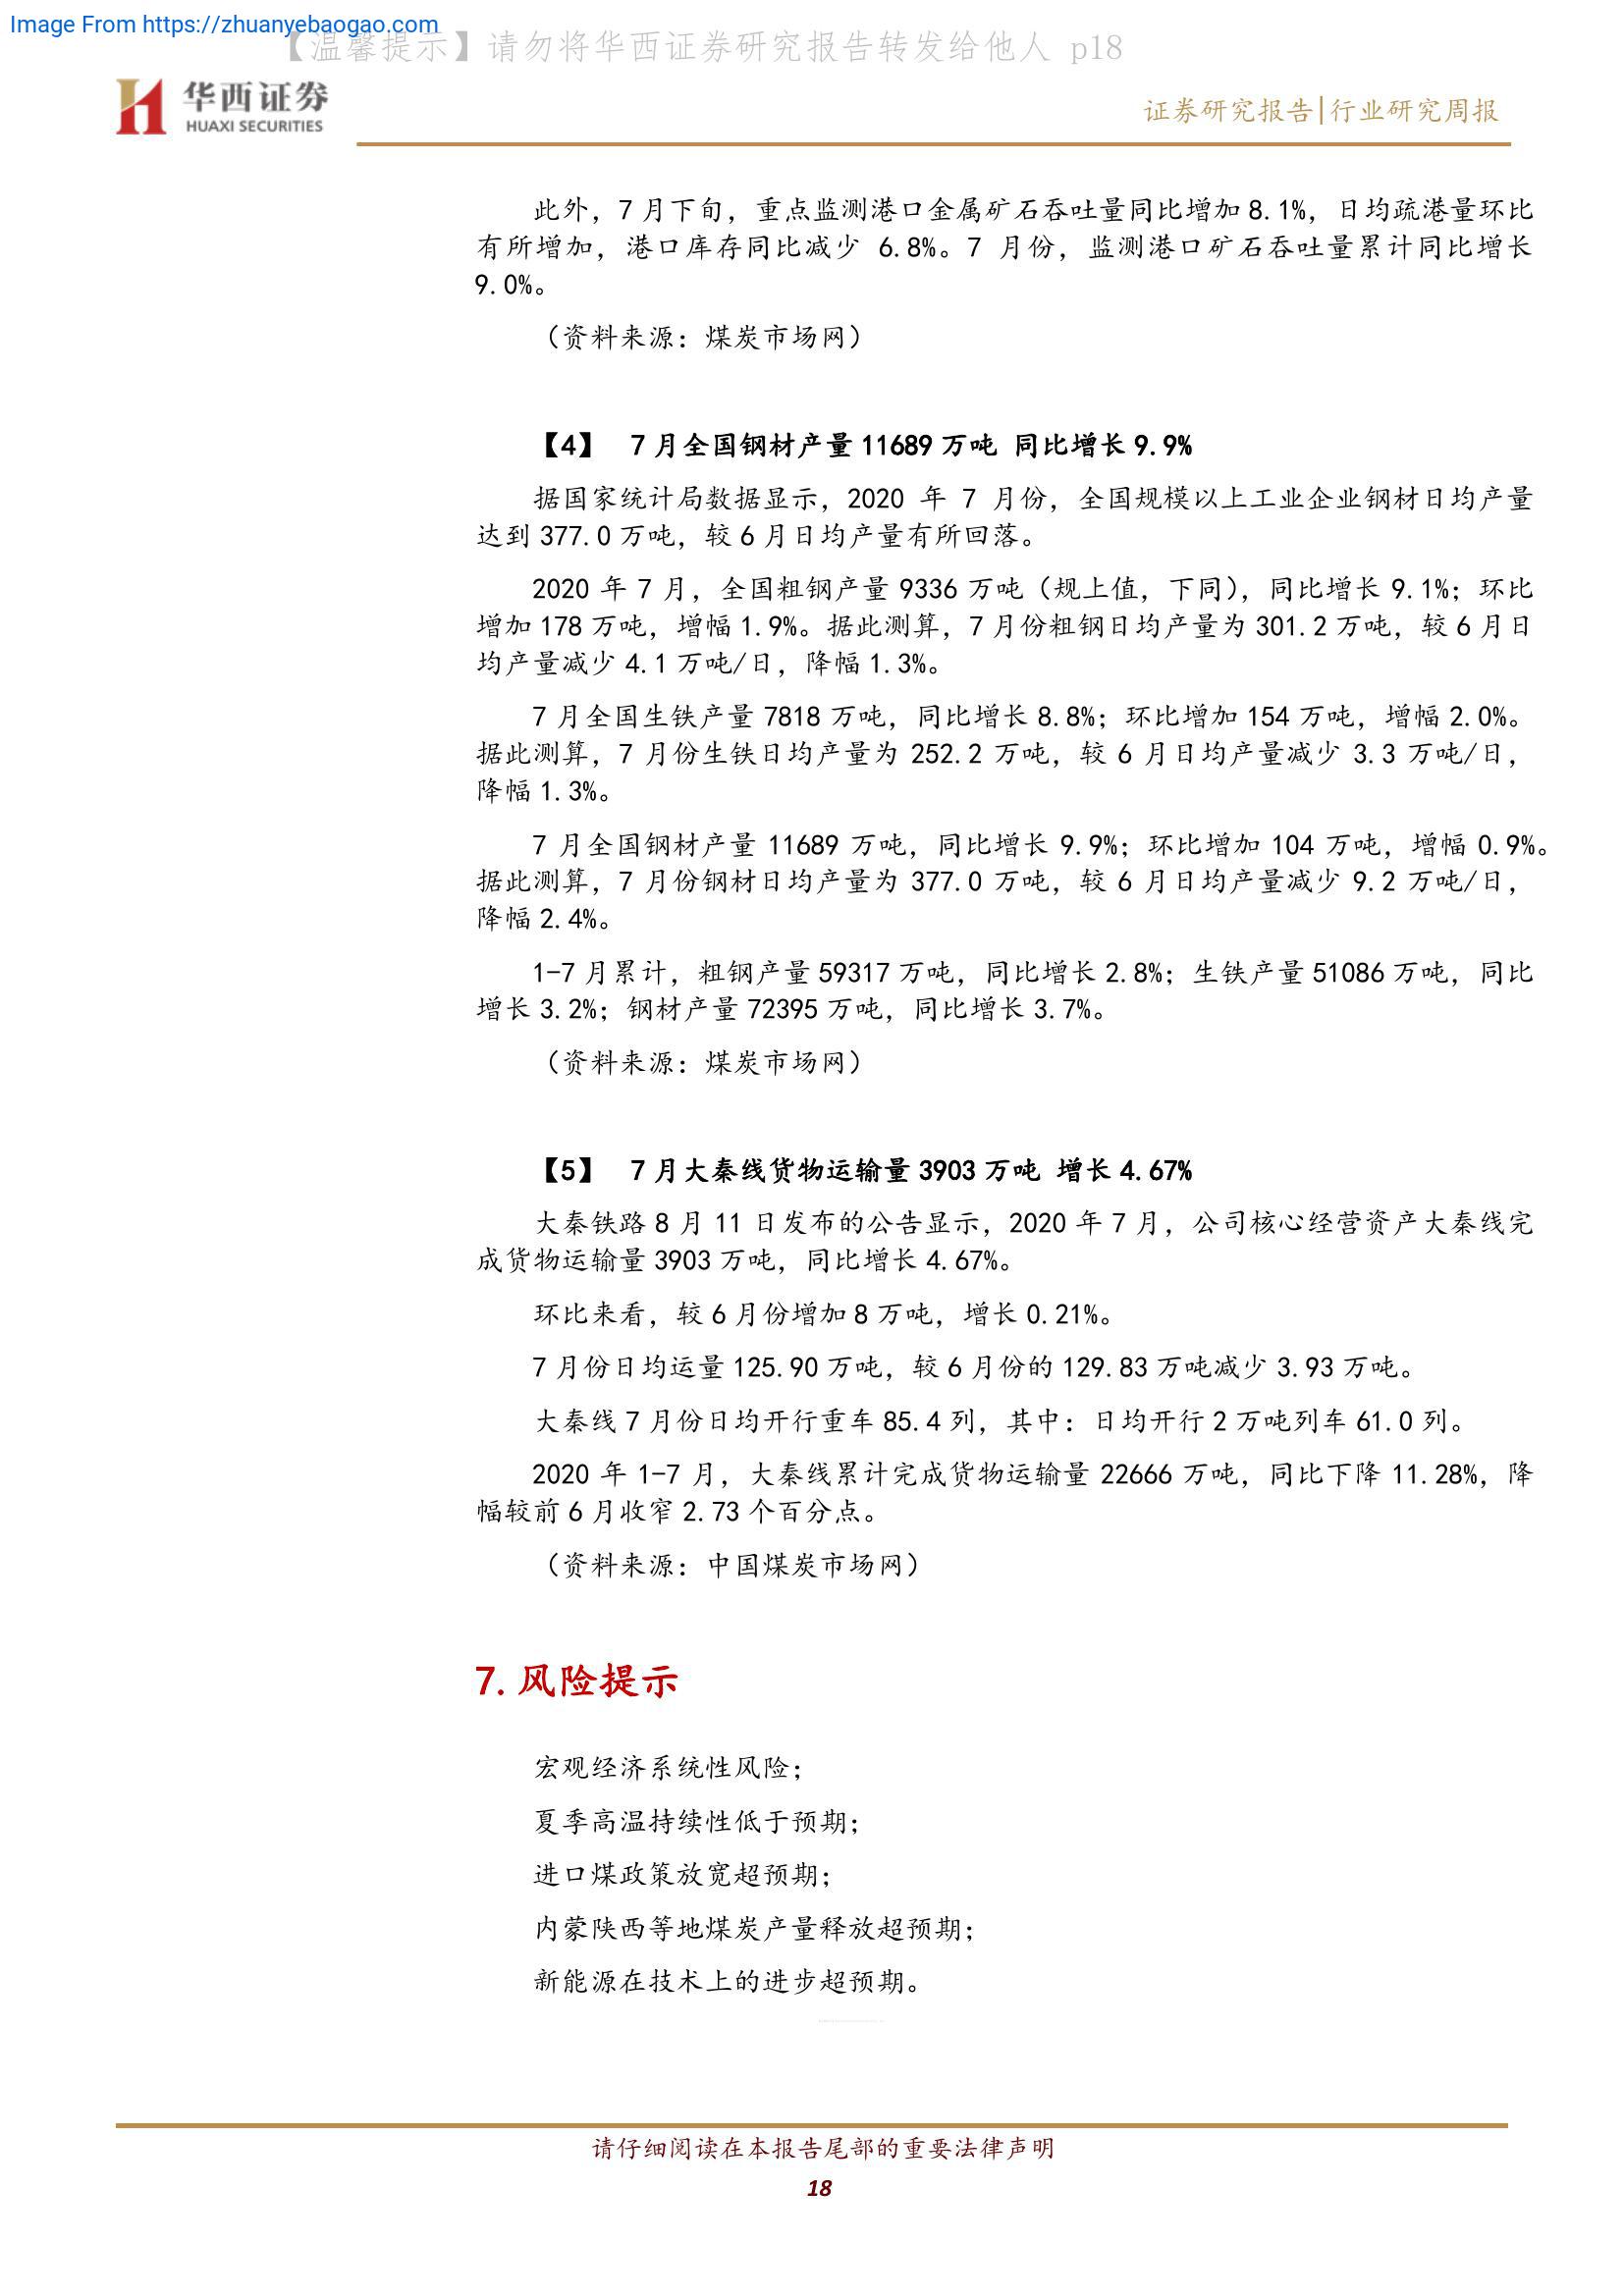 Image From https://zhuanyebaogao.com
【温馨提示】请勿将华西证券研究报告转发给他人 p18
华西证券
HUAXI SECURITIES
证券研究报告|行业研究周报
此外，7 月下旬，重点监测港口金属矿石吞吐量同比增加 8.1%，日均疏港量环比
有所增加，港口库存同比减少 6.8%。7 月份，监测港口矿石吞吐量累计同比增长
9.0%。
（资料来源：煤炭市场网）
【4】 7 月全国钢材产量 11689 万吨 同比增长 9.9%
据国家统计局数据显示，2020 年 7 月份，全国规模以上工业企业钢材日均产量
达到 377.0 万吨，较 6 月日均产量有所回落。
2020 年 7 月，全国粗钢产量 9336 万吨（规上值，下同），同比增长 9.1%；环比
增加 178 万吨，增幅 1.9%。据此测算，7 月份粗钢日均产量为 301.2 万吨，较 6 月日
均产量减少 4.1 万吨/日，降幅 1.3%。
7 月全国生铁产量 7818 万吨，同比增长 8.8%；环比增加 154 万吨，增幅 2.0%。
据此测算，7 月份生铁日均产量为 252.2 万吨，较 6 月日均产量减少 3.3 万吨/日，
降幅 1.3%。
7 月全国钢材产量 11689 万吨，同比增长 9.9%；环比增加 104 万吨，增幅 0.9%。
据此测算，7 月份钢材日均产量为 377.0 万吨，较 6 月日均产量减少 9.2 万吨/日，
降幅 2.4%。
1-7 月累计，粗钢产量 59317 万吨，同比增长 2.8%；生铁产量 51086 万吨，同比
增长 3.2%；钢材产量 72395 万吨，同比增长 3.7%。
（资料来源：煤炭市场网）
【5】 7 月大秦线货物运输量 3903 万吨 增长 4.67%
大秦铁路 8 月 11 日发布的公告显示，2020 年 7 月，公司核心经营资产大秦线完
成货物运输量 3903 万吨，同比增长 4.67%。
环比来看，较 6 月份增加 8 万吨，增长 0.21%。
7 月份日均运量 125.90 万吨，较 6 月份的 129.83 万吨减少 3.93 万吨。
大秦线 7 月份日均开行重车 85.4 列，其中：日均开行 2 万吨列车 61.0 列。
2020 年 1-7 月，大秦线累计完成货物运输量 22666 万吨，同比下降 11.28%，降
幅较前 6 月收窄 2.73 个百分点。
（资料来源：中国煤炭市场网）
7. 风险提示
宏观经济系统性风险；
夏季高温持续性低于预期；
进口煤政策放宽超预期；
内蒙陕西等地煤炭产量释放超预期；
新能源在技术上的进步超预期。
请仔细阅读在本报告尾部的重要法律声明
18